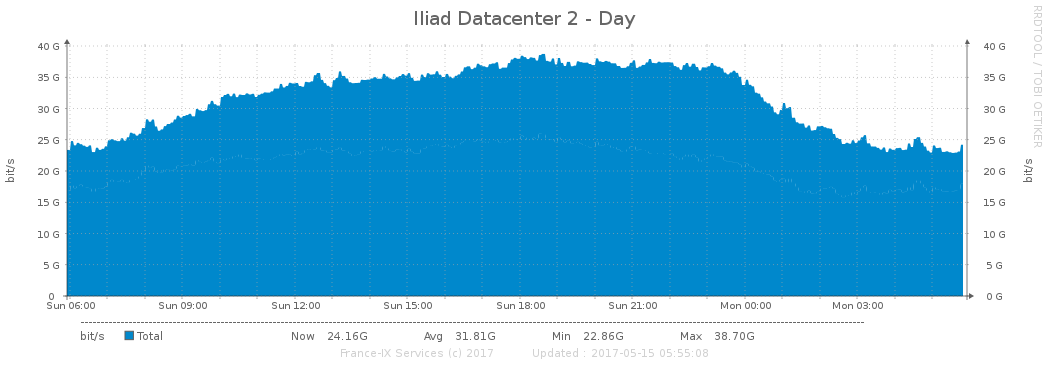 Iliad Datacenter 2 - Day
RRDTOOL / TOBI OETIKER
40 G 40 G
35 G 35 G
30 G 30 G
25 G 25 G
20 G 20 G
15 G 15 G
10 G 10 G
5 G 5 G
0 0 G
bit/s bit/s
Sun 06:00 Sun 09:00 Sun 12:00 Sun 15:00 Sun 18:00 Sun 21:00 Mon 00:00 Mon 03:00
bit/s Total Now 24.16G Avg 31.81G Min 22.86G Max 38.70G
France-IX Services (c) 2017 Updated : 2017-05-15 05:55:08